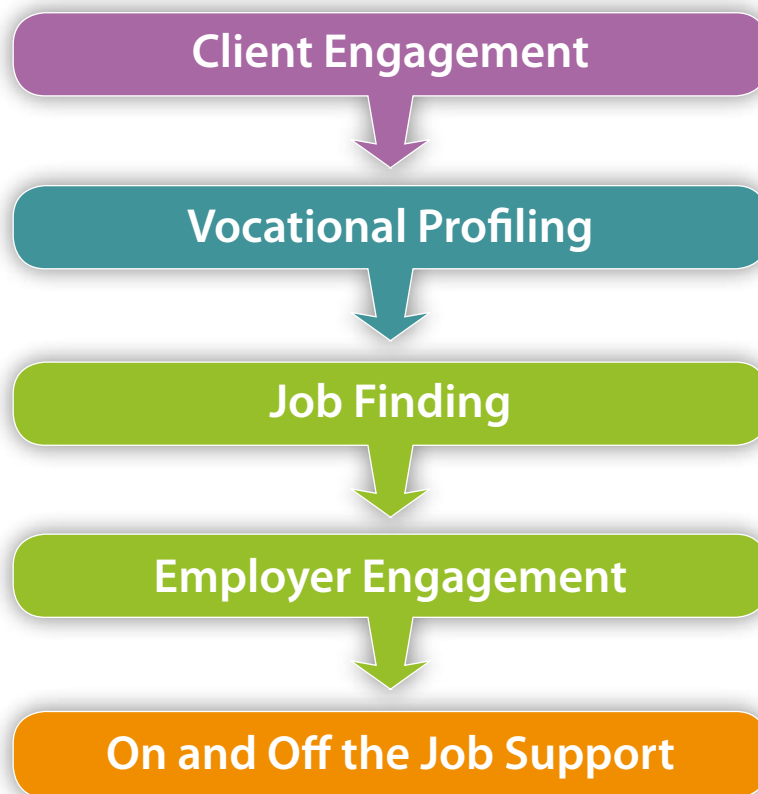 Client Engagement
Vocational Profiling
Job Finding
Employer Engagement
On and Off the Job Support